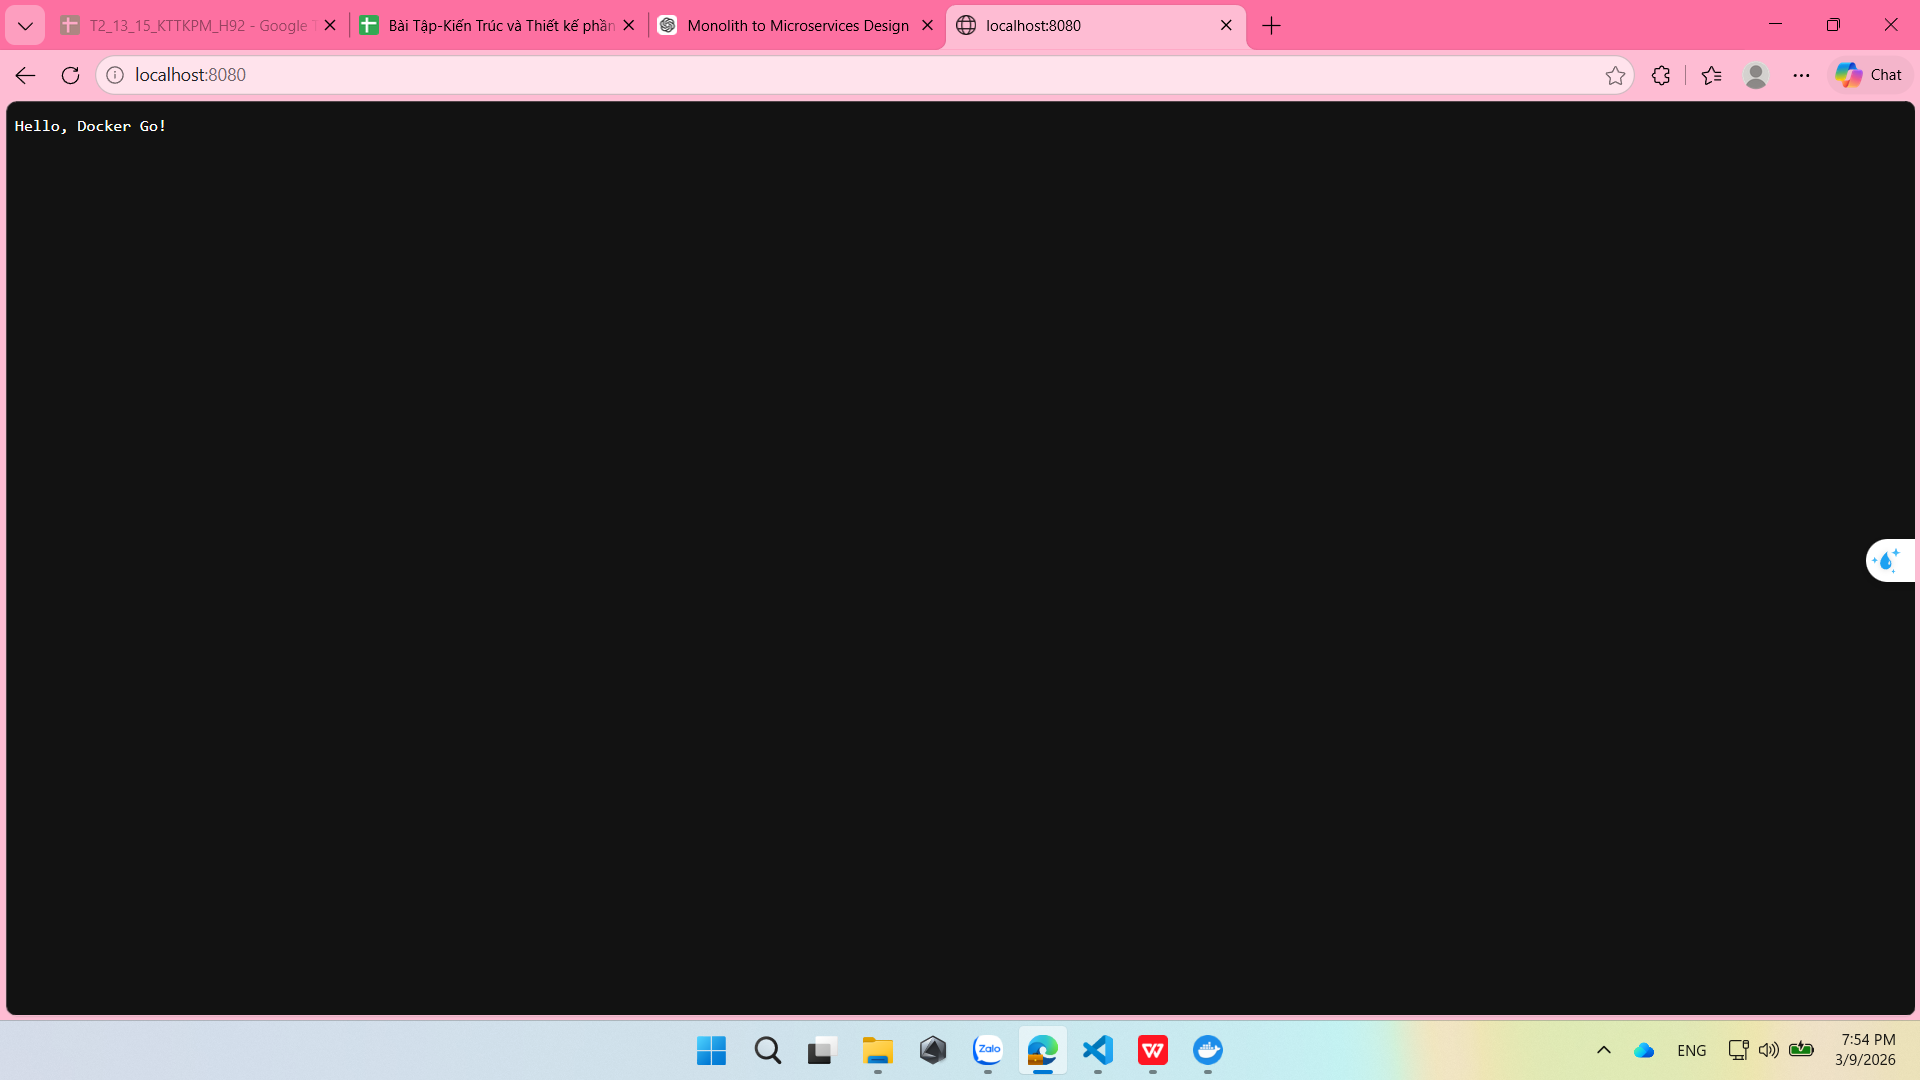 T2_13_15_KTTKPM_H92 - Google
Bài Tập-Kiến Trúc và Thiết kế phần
Monolith to Microservices Design
localhost:8080
localhost:8080
Chat
Hello, Docker Go!
Zalo
W
ENG
7:54 PM
3/9/2026